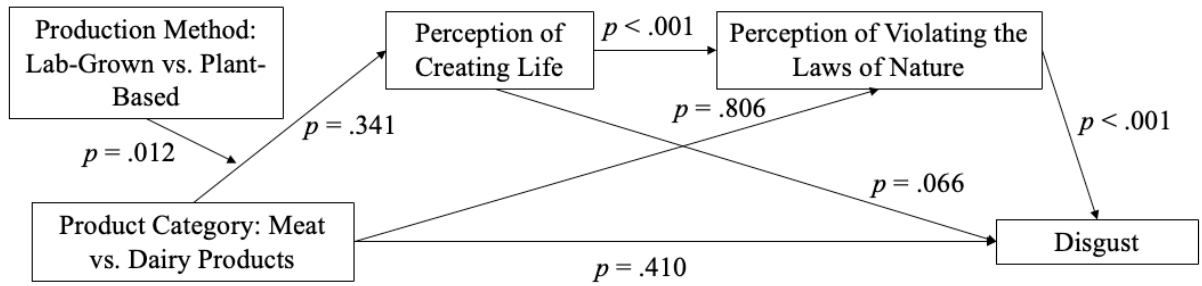 Production Method:
Lab-Grown vs. Plant-
Based
Perception of
Creating Life
p < .001
Perception of Violating the
Laws of Nature
p = .341
p = .806
p < .001
p = .012
p = .066
Product Category: Meat
vs. Dairy Products
Disgust
p = .410